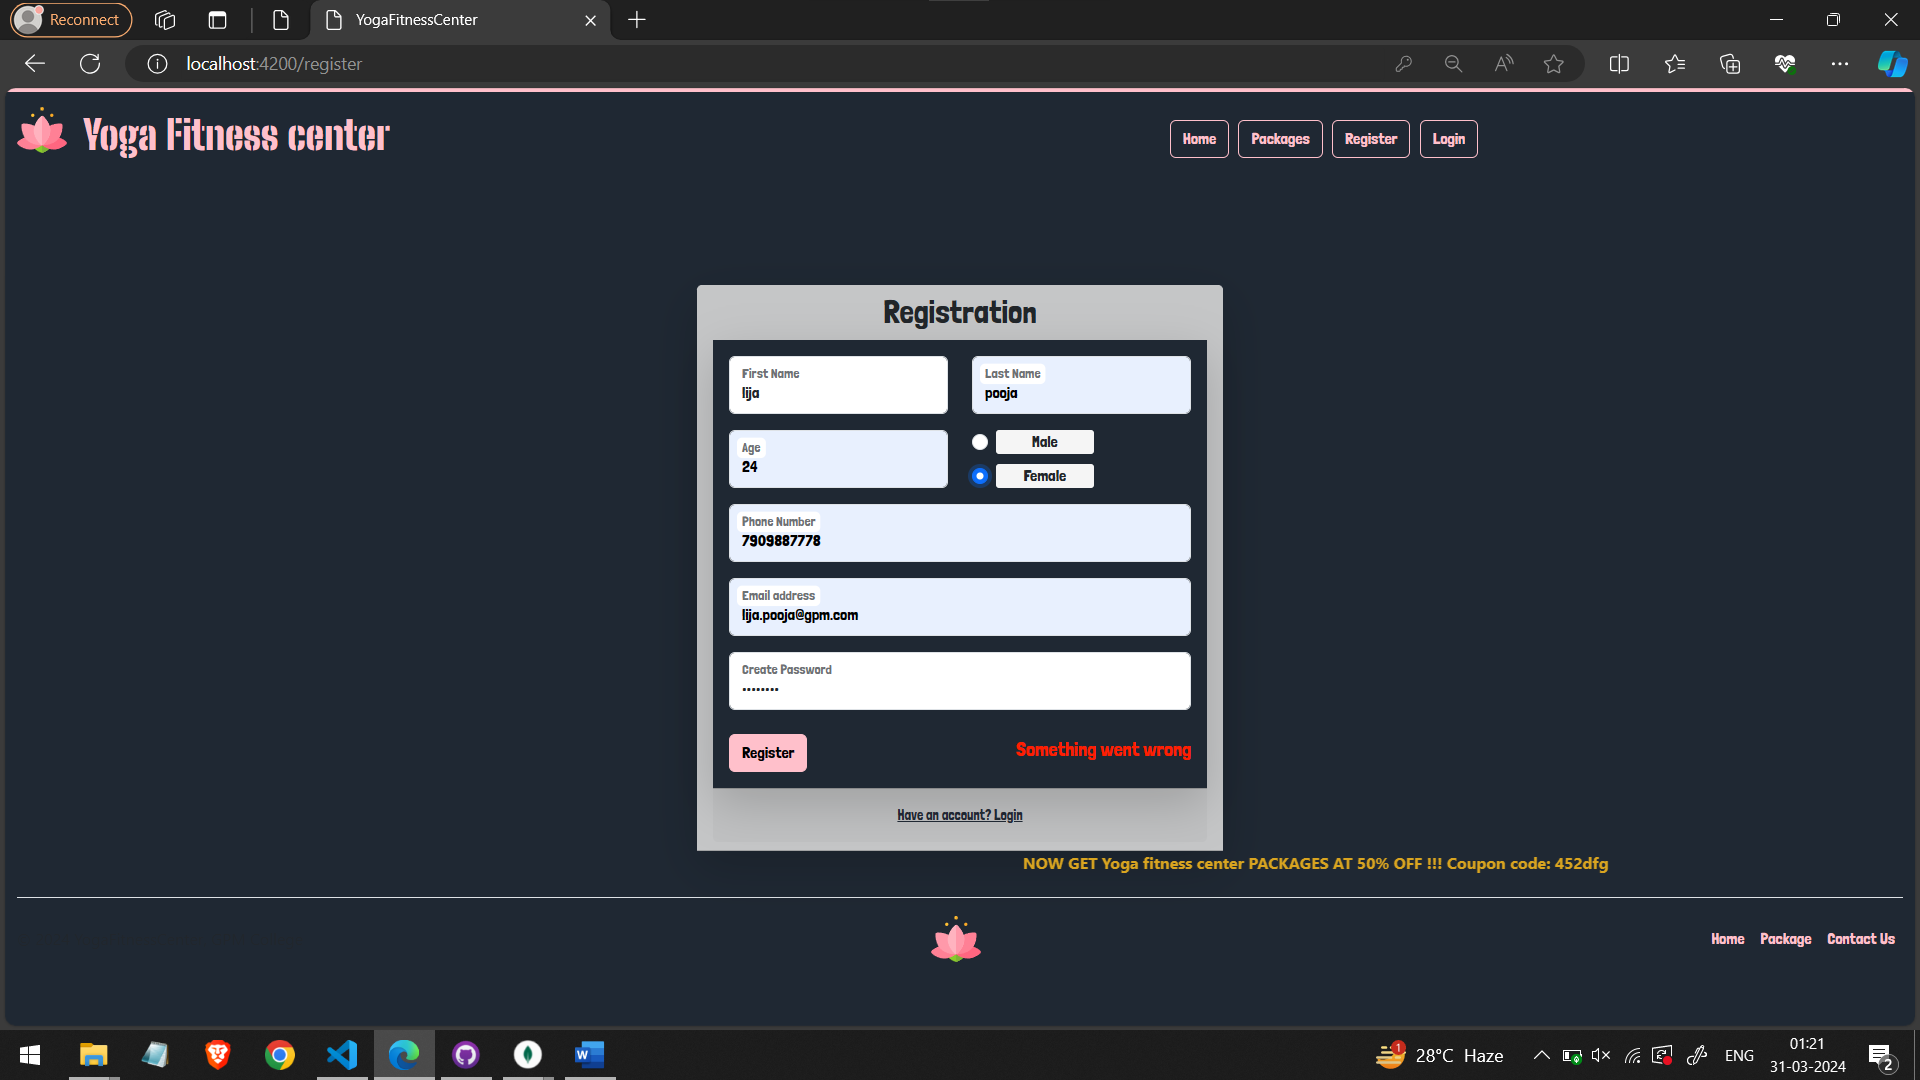 Reconnect
YogaFitnessCenter
localhost:4200/register
Yoga Fitness center
Home
Packages
Register
Login
Registration
First Name
lija
Last Name
pooja
Age
24
Male
Female
Phone Number
7909887778
Email address
lija.pooja@gpm.com
Create Password
........
Register
Something went wrong
Have an account? Login
NOW GET Yoga fitness center PACKAGES AT 50% OFF !!! Coupon code: 452dfg
Home Package Contact Us
1
28°C Haze
ENG
01:21
31-03-2024
2